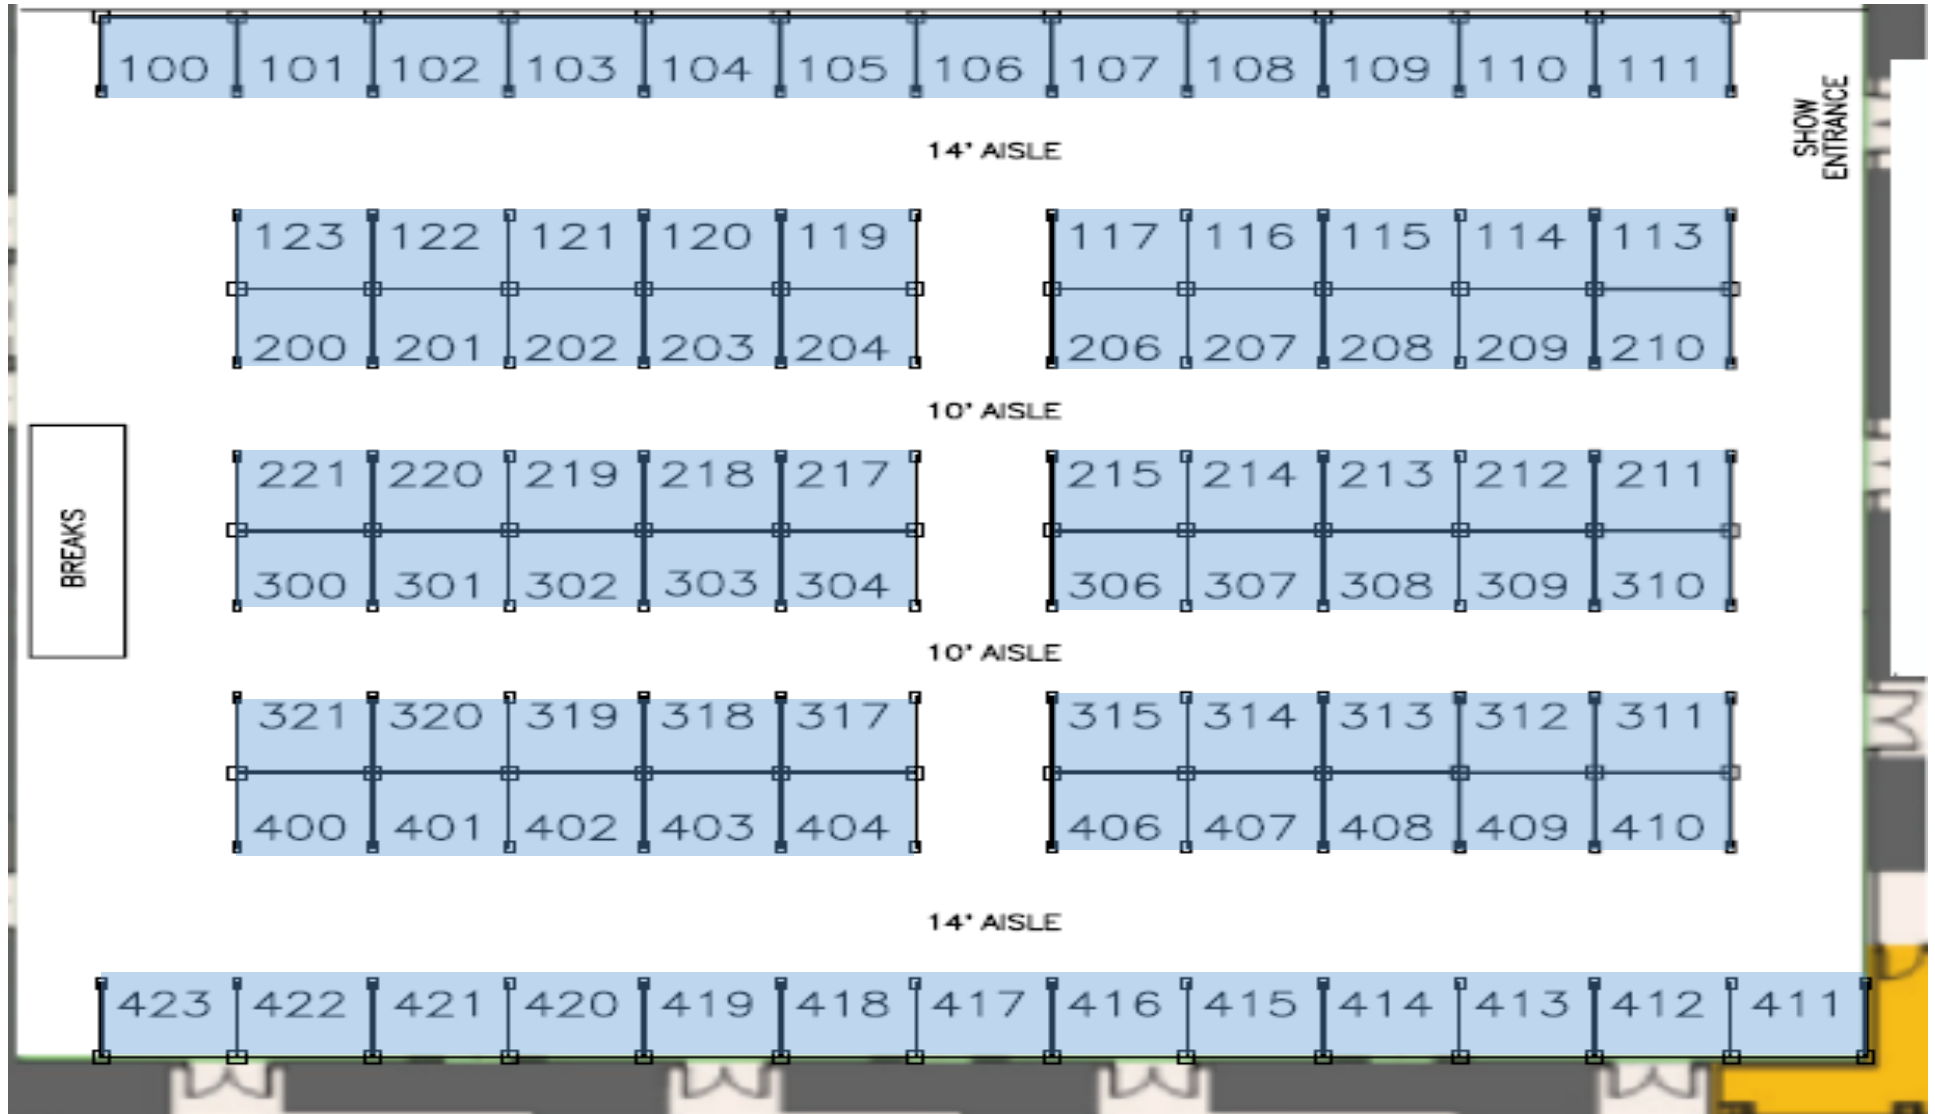 100 101 102 103 104 105 106 107 108 109 110 111
SHOW
ENTRANCE
14' AISLE
123 122 121 120 119 117 116 115 114 113
200 201 202 203 204 206 207 208 209 210
10' AISLE
221 220 219 218 217 215 214 213 212 211
BREAKS
300 301 302 303 304 306 307 308 309 310
10' AISLE
321 320 319 318 317 315 314 313 312 311
400 401 402 403 404 406 407 408 409 410
14' AISLE
423 422 421 420 419 418 417 416 415 414 413 412 411